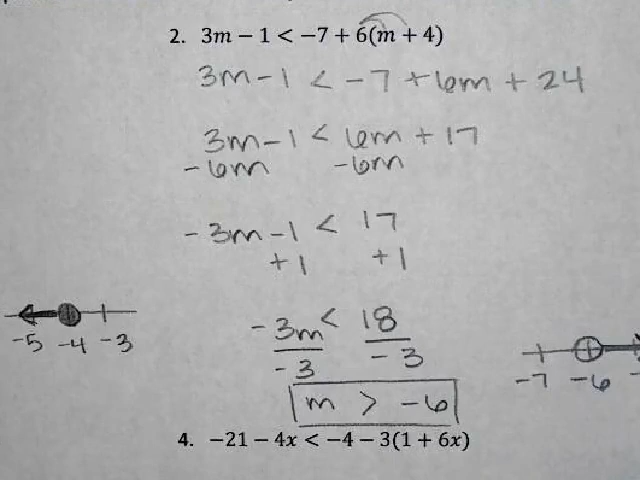 2. 3m − 1 < −7 + 6(m + 4)
3m - 1 < -7 + 6m + 24
3m - 1 < 6m + 17
- 6m - 6m
- 3m - 1 < 17
+ 1 + 1
- 3m < 18
- 3 - 3
m > -6
-5 -4 -3
-7 -6
4. −21 − 4x < −4 − 3(1 + 6x)